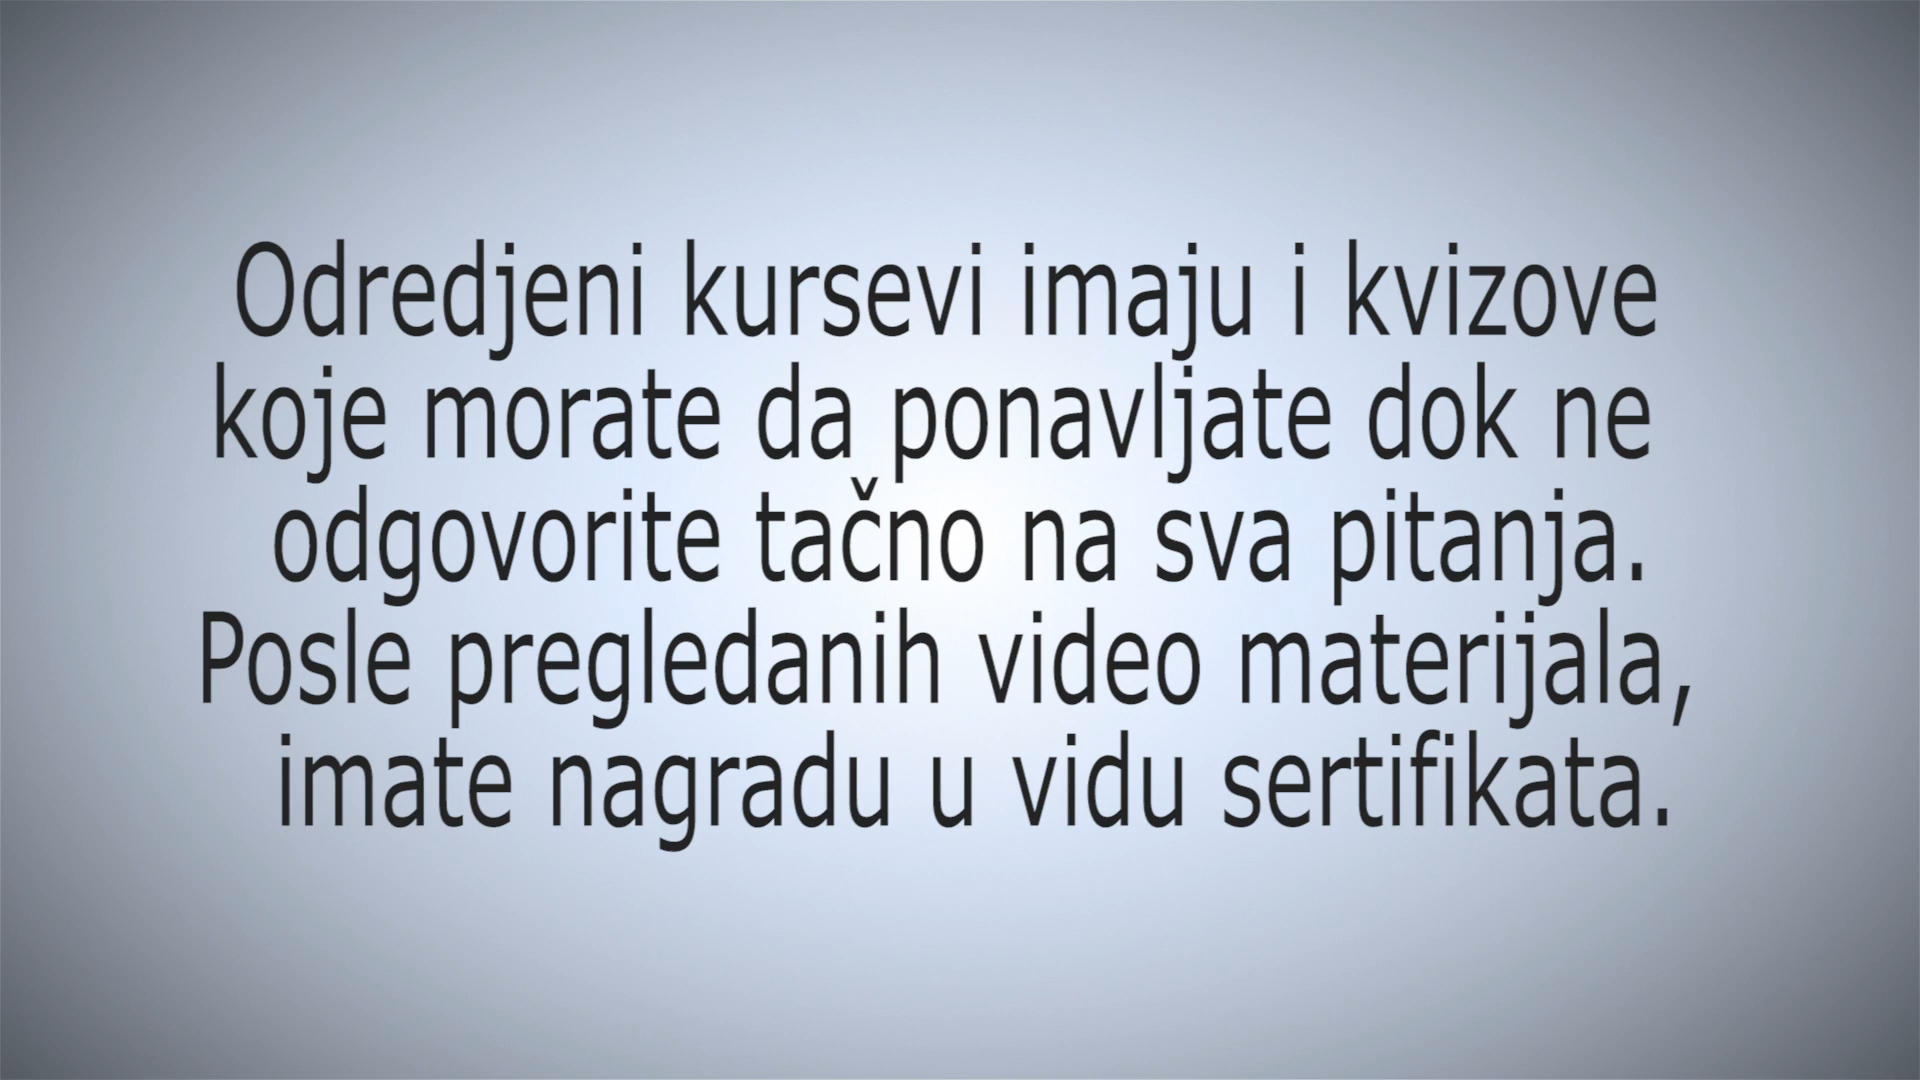 Odredjeni kursevi imaju i kvizove
koje morate da ponavljate dok ne
odgovorite tačno na sva pitanja.
Posle pregledanih video materijala,
imate nagradu u vidu sertifikata.